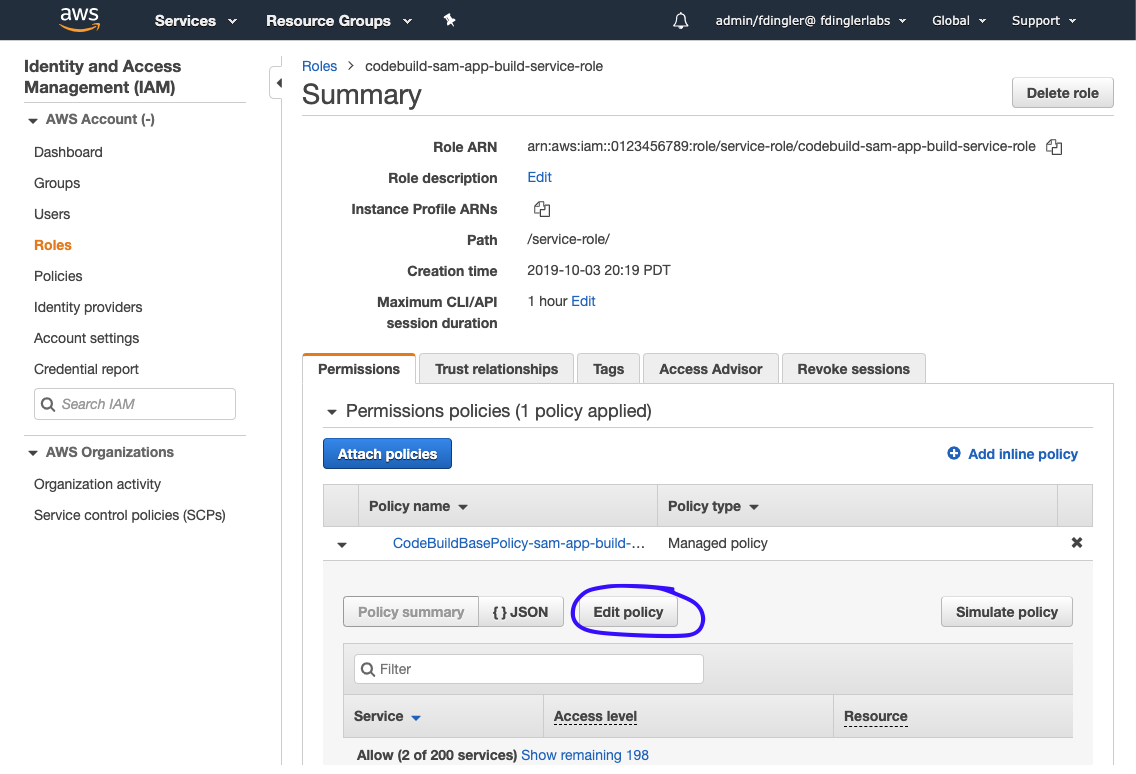 aws Services Resource Groups admin/fdingler@ fdinglerlabs Global Support
Identity and Access
Management (IAM)
AWS Account (-)
Dashboard
Groups
Users
Roles
Policies
Identity providers
Account settings
Credential report
Search IAM
AWS Organizations
Organization activity
Service control policies (SCPs)
Roles > codebuild-sam-app-build-service-role
Summary
Delete role
Role ARN arn:aws:iam::0123456789:role/service-role/codebuild-sam-app-build-service-role
Role description Edit
Instance Profile ARNs
Path /service-role/
Creation time 2019-10-03 20:19 PDT
Maximum CLI/API 1 hour Edit
session duration
Permissions Trust relationships Tags Access Advisor Revoke sessions
Permissions policies (1 policy applied)
Attach policies Add inline policy
Policy name Policy type
CodeBuildBasePolicy-sam-app-build-... Managed policy
Policy summary { } JSON Edit policy Simulate policy
Filter
Service Access level Resource
Allow (2 of 200 services) Show remaining 198